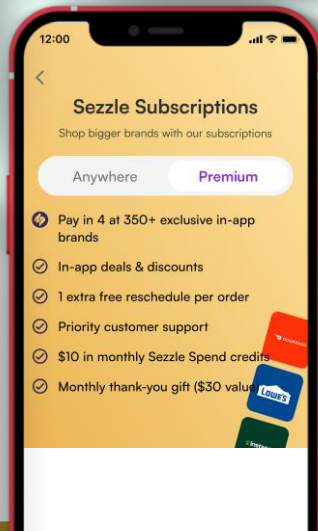 12:00
Sezzle Subscriptions
Shop bigger brands with our subscriptions
Anywhere
Premium
Pay in 4 at 350+ exclusive in-app
brands
In-app deals & discounts
1 extra free reschedule per order
Priority customer support
$10 in monthly Sezzle Spend credits
Monthly thank-you gift ($30 value)
DOORDASH
LOWE'S